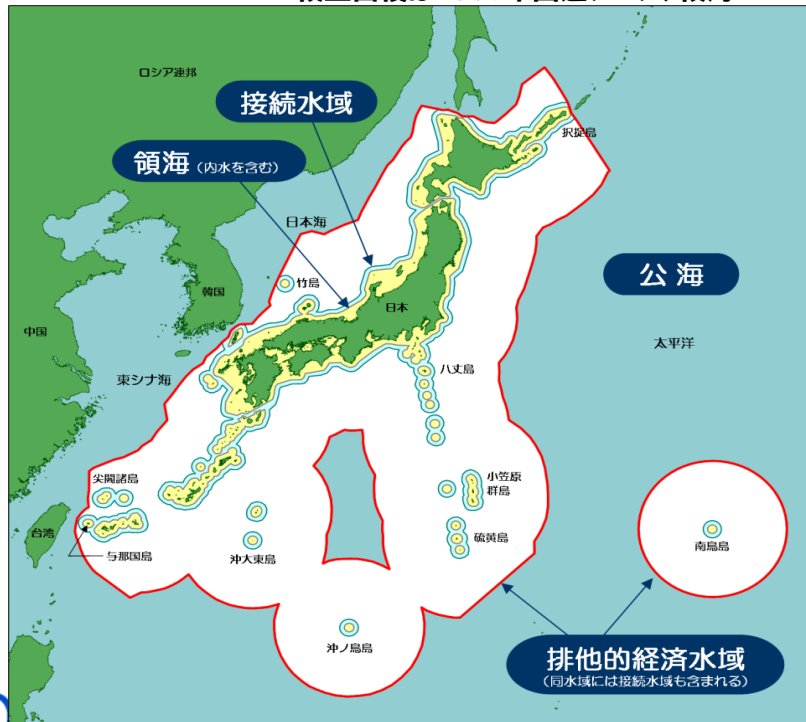 ロシア連邦
接続水域
択捉島
領海(内水を含む)
日本海
竹島
公海
韓国
日本
中国
太平洋
東シナ海
八丈島
尖閣諸島
小笠原
群島
台湾
硫黄島
南鳥島
与那国島
沖大東島
沖ノ鳥島
排他的経済水域
(同水域には接続水域も含まれる)